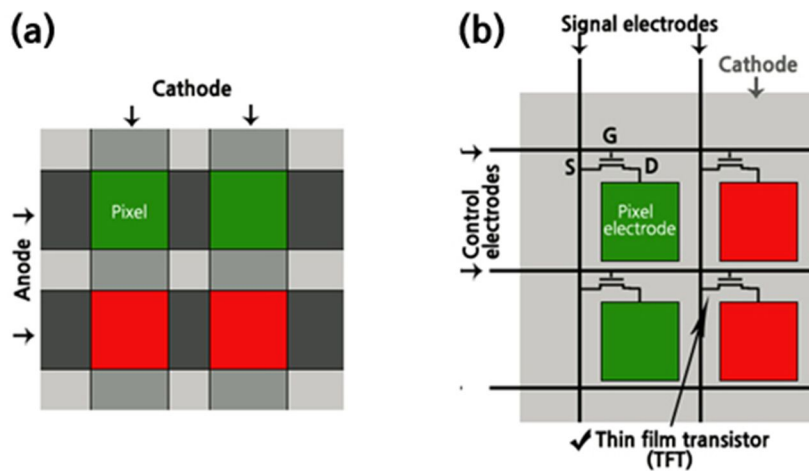 (a)
Cathode
Pixel
Anode
(b)
Signal electrodes
Cathode
G
S
D
Pixel
electrode
Control
electrodes
Thin film transistor
(TFT)